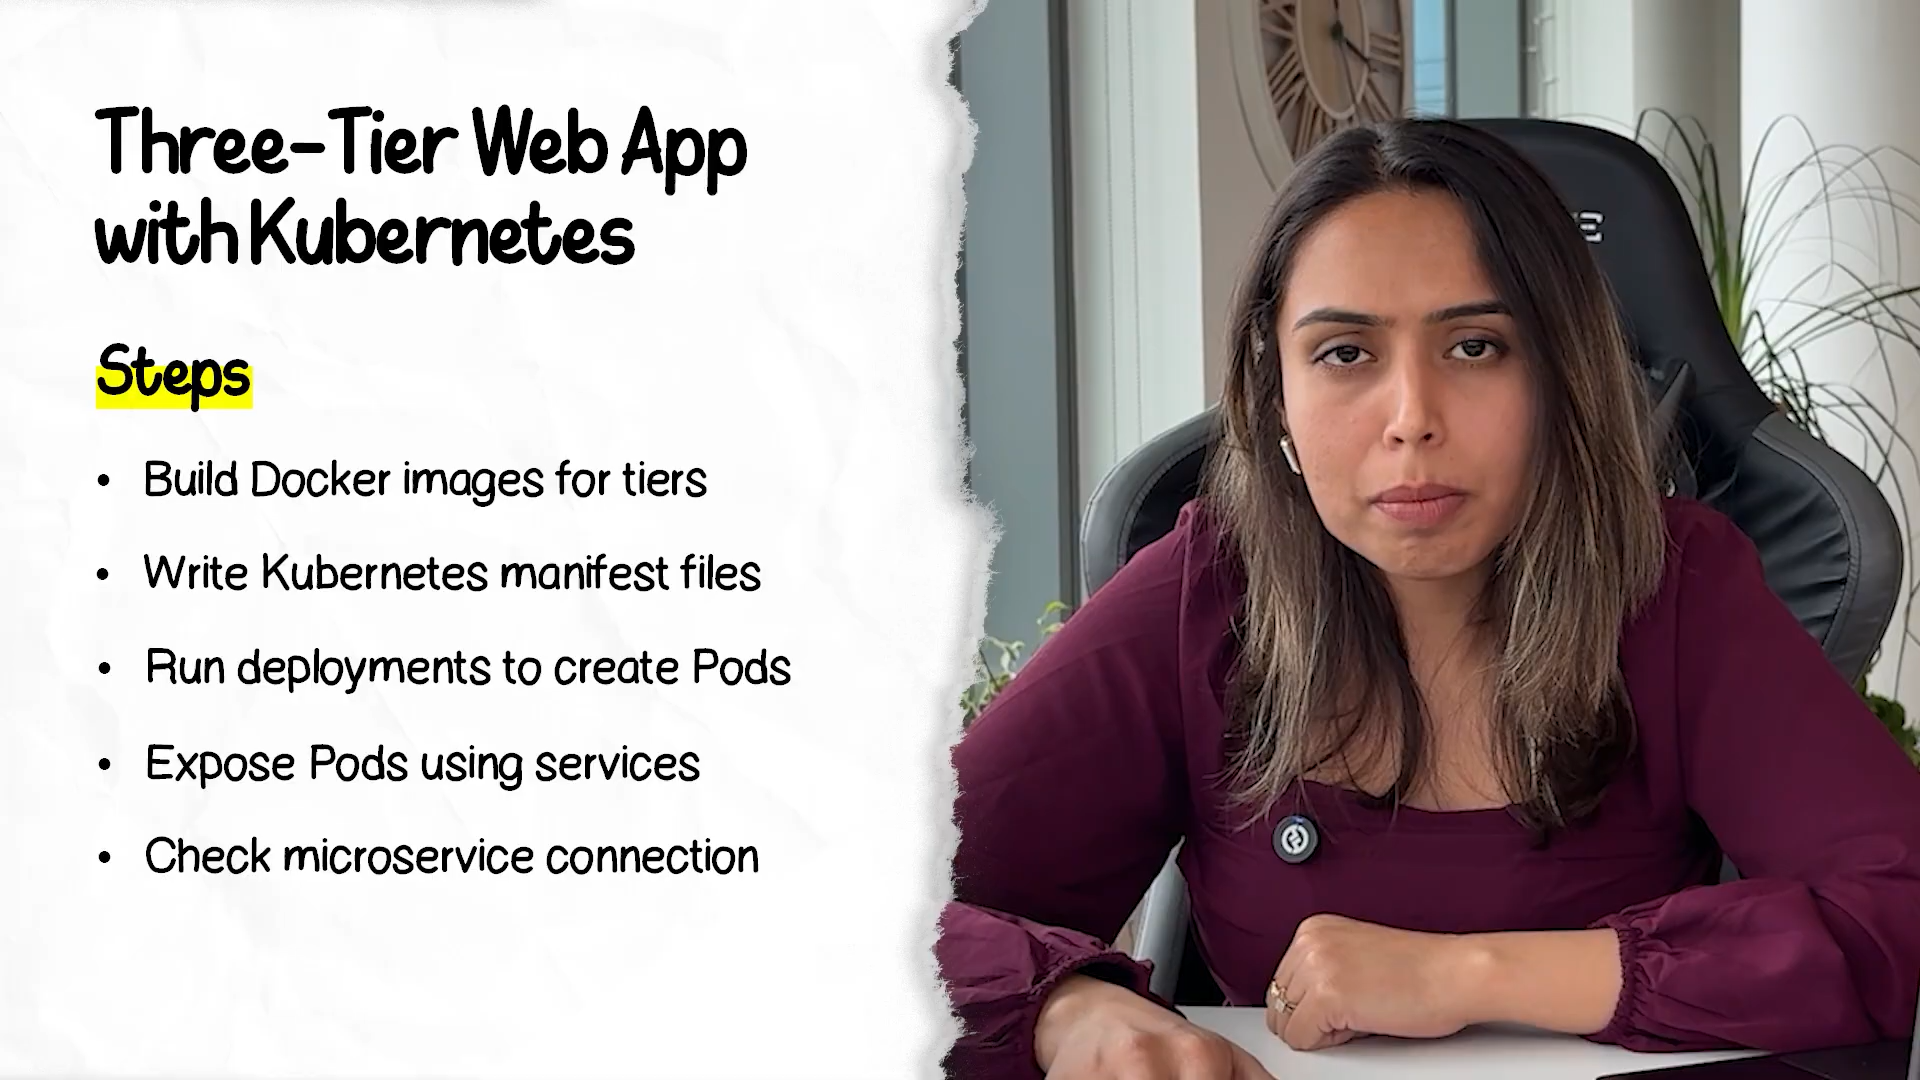 Three-Tier Web App
with Kubernetes
Steps
• Build Docker images for tiers
• Write Kubernetes manifest files
• Run deployments to create Pods
• Expose Pods using services
• Check microservice connection